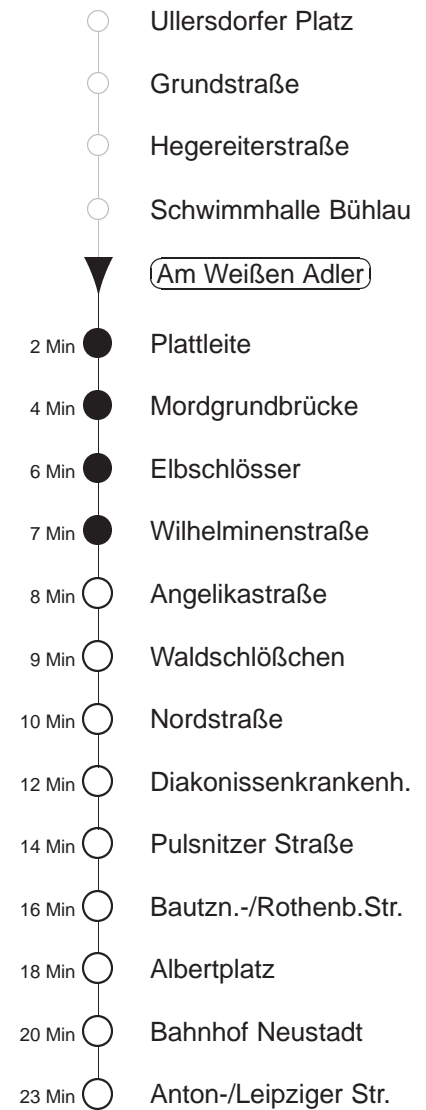 Ullersdorfer Platz
Grundstraße
Hegereiterstraße
Schwimmhalle Bühlau
Am Weißen Adler
2 Min Plattleite
4 Min Mordgrundbrücke
6 Min Elbschlösser
7 Min Wilhelminenstraße
8 Min Angelikastraße
9 Min Waldschlößchen
10 Min Nordstraße
12 Min Diakonissenkrankenh.
14 Min Pulsnitzer Straße
16 Min Bautzn.-/Rothenb.Str.
18 Min Albertplatz
20 Min Bahnhof Neustadt
23 Min Anton-/Leipziger Str.